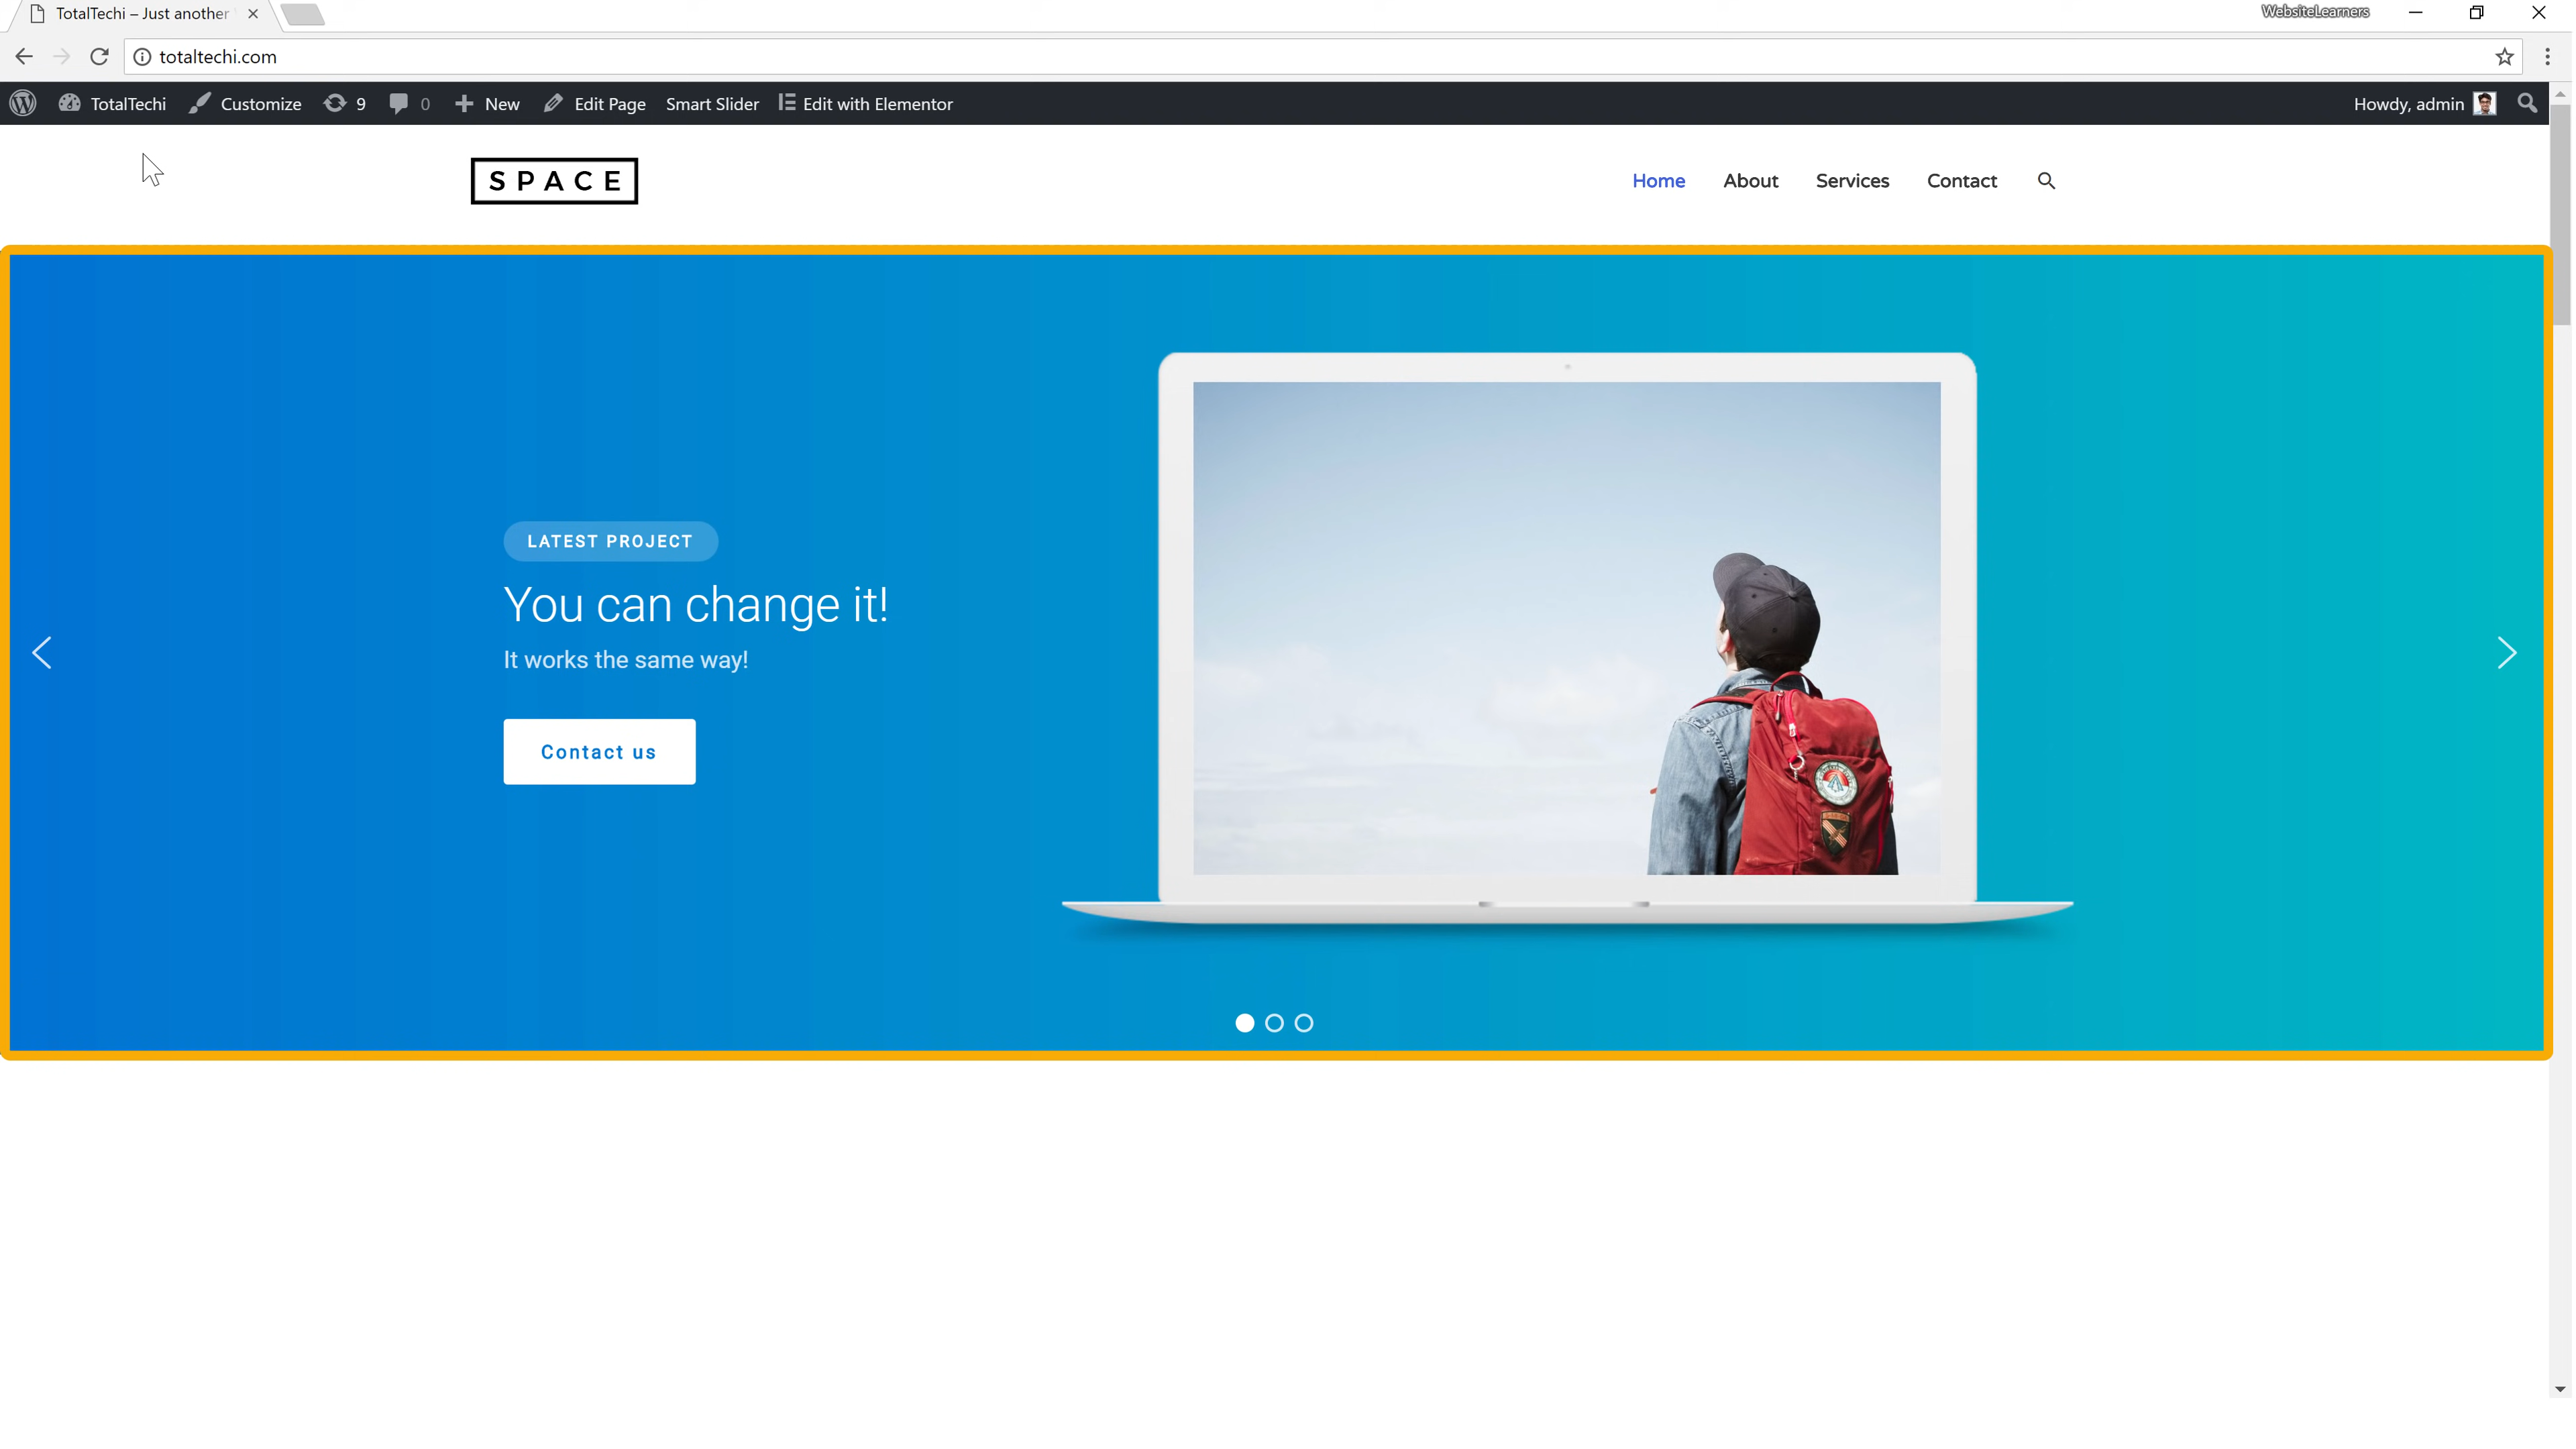 TotalTechi – Just another
WebsiteLearners
totaltechi.com
TotalTechi Customize 9 0 New Edit Page Smart Slider Edit with Elementor Howdy, admin
SPACE
Home About Services Contact
LATEST PROJECT
You can change it!
It works the same way!
Contact us